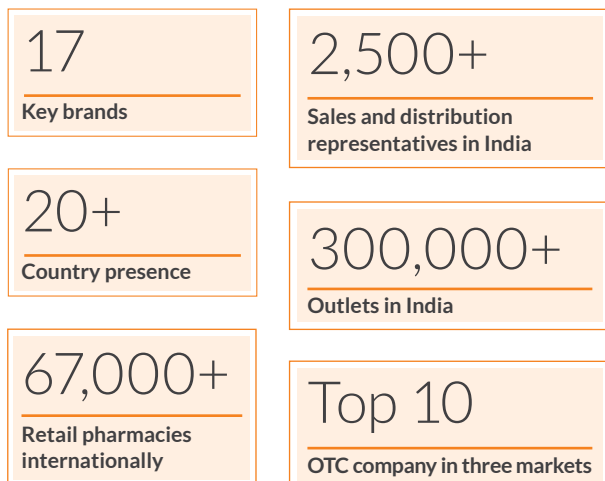 17
Key brands
20+
Country presence
67,000+
Retail pharmacies
internationally
2,500+
Sales and distribution
representatives in India
300,000+
Outlets in India
Top 10
OTC company in three markets